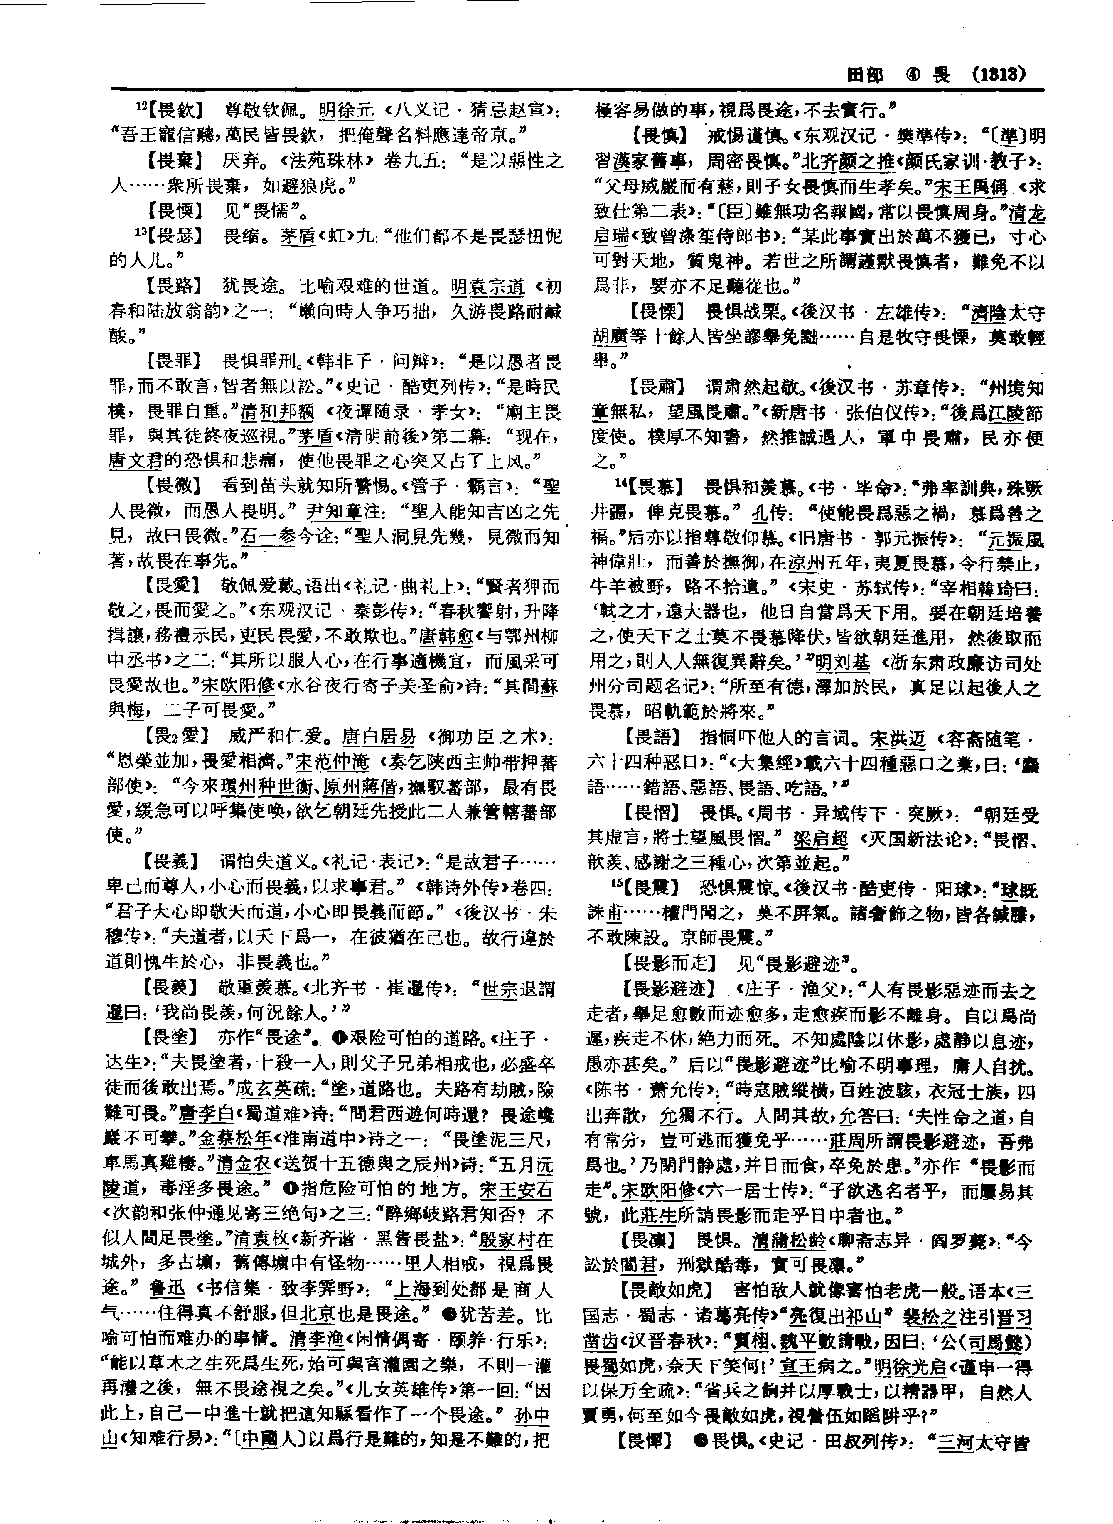 田部 ④ 畏 (1313)
¹²【畏欽】 尊敬钦佩。明徐元《八义记·猜忌赵宣》:
“吾王寵信聽,萬民皆畏欽,把俺聲名料應達帝京。”
【畏棄】 厌弃。《法苑珠林》卷九五:“是以弱性之
人……衆所畏棄,如避狼虎。”
【畏愞】 见“畏懦”。
¹³【畏瑟】 畏缩。茅盾《虹》九:“他们都不是畏瑟忸怩
的人儿。”
【畏路】 犹畏途。比喻艰难的世道。明袁宗道《初
春和陆放翁韵》之一:“懶向時人争巧拙,久游畏路耐鹹
酸。”
【畏罪】 畏惧罪刑。《韩非子·问辩》:“是以愚者畏
罪,而不敢言,智者無以訟。”《史记·酷吏列传》:“是時民
樸,畏罪自重。”清和邦额《夜谭随录·孝女》:“廟主畏
罪,與其徒終夜巡視。”茅盾《清明前後》第二幕:“现在,
唐文君的恐惧和悲痛,使他畏罪之心突又占了上风。”
【畏微】 看到苗头就知所警惕。《管子·霸言》:“聖
人畏微,而愚人畏明。”尹知章注:“聖人能知吉凶之先
見,故曰畏微。”石一参今诠:“聖人洞見先幾,見微而知
著,故畏在事先。”
【畏愛】 敬佩爱戴。语出《礼记·曲礼上》:“賢者狎而
敬之,畏而愛之。”《东观汉记·秦彭传》:“春秋饗射,升降
揖讓,務禮示民,吏民畏愛,不敢欺也。”唐韩愈《与鄂州柳
中丞书》之二:“其所以服人心,在行事適機宜,而風采可
畏愛故也。”宋欧阳修《水谷夜行寄子美圣俞》诗:“其間蘇
與梅,二子可畏愛。”
【畏₂愛】 威严和仁爱。唐白居易《御功臣之术》:
“恩榮並加,畏愛相濟。”宋范仲淹《奏乞陕西主帅带押蕃
部使》:“今來環州种世衡、原州蔣偕,撫馭蕃部,最有畏
愛,緩急可以呼集使唤,欲乞朝廷先授此二人兼管轄蕃部
使。”
【畏義】 谓怕失道义。《礼记·表记》:“是故君子……
卑己而尊人,小心而畏義,以求事君。”《韩诗外传》卷四:
“君子大心即敬天而道,小心即畏義而節。”《後汉书·朱
穆传》:“夫道者,以天下爲一,在彼猶在己也。故行違於
道則愧生於心,非畏義也。”
【畏羨】 敬重羡慕。《北齐书·崔暹传》:“世宗退謂
暹曰:‘我尚畏羨,何況餘人。’”
【畏塗】 亦作“畏途”。❶艰险可怕的道路。《庄子·
达生》:“夫畏塗者,十殺一人,則父子兄弟相戒也,必盛卒
徒而後敢出焉。”成玄英疏:“塗,道路也。夫路有劫賊,險
難可畏。”唐李白《蜀道难》诗:“問君西遊何時還?畏途巉
巖不可攀。”金蔡松年《淮南道中》诗之一:“畏塗泥三尺,
車馬真雞棲。”清金农《送贺十五德舆之辰州》诗:“五月沅
陵道,毒淫多畏途。”❷指危险可怕的地方。宋王安石
《次韵和张仲通见寄三绝句》之三:“醉鄉岐路君知否?不
似人間足畏塗。”清袁枚《新齐谐·黑眚畏盐》:“殷家村在
城外,多古壙,舊傳壙中有怪物……里人相戒,視爲畏
途。”鲁迅《书信集·致李霁野》:“上海到处都是商人
气……住得真不舒服,但北京也是畏途。”❸犹苦差。比
喻可怕而难办的事情。清李渔《闲情偶寄·颐养·行乐》:
“能以草木之生死爲生死,始可與言灌園之樂,不則一灌
再灌之後,無不畏途視之矣。”《儿女英雄传》第一回:“因
此上,自己一中進士就把這知縣看作了一个畏途。”孙中
山《知难行易》:“〔中國人〕以爲行是難的,知是不難的,把
極容易做的事,視爲畏途,不去實行。”
【畏慎】 戒惕谨慎。《东观汉记·樊準传》:“〔準〕明
習漢家舊事,周密畏慎。”北齐颜之推《颜氏家训·教子》:
“父母威嚴而有慈,則子女畏慎而生孝矣。”宋王禹偁《求
致仕第二表》:“〔臣〕雖無功名報國,常以畏慎周身。”清龙
启瑞《致曾涤笙侍郎书》:“某此事實出於萬不獲已,寸心
可對天地,質鬼神。若世之所謂謹默畏慎者,難免不以
爲非,要亦不足聽從也。”
【畏慄】 畏惧战栗。《後汉书·左雄传》:“濟陰太守
胡廣等十餘人皆坐謬舉免黜……自是牧守畏慄,莫敢輕
舉。”
【畏肅】 谓肃然起敬。《後汉书·苏章传》:“州境知
章無私,望風畏肅。”《新唐书·张伯仪传》:“後爲江陵節
度使。樸厚不知書,然推誠遇人,軍中畏肅,民亦便
之。”
¹⁴【畏慕】 畏惧和羡慕。《书·毕命》:“弗率訓典,殊厥
井疆,俾克畏慕。”孔传:“使能畏爲惡之禍,慕爲善之
福。”后亦以指尊敬仰慕。《旧唐书·郭元振传》:“元振風
神偉壯,而善於撫御,在涼州五年,夷夏畏慕,令行禁止,
牛羊被野,路不拾遺。”《宋史·苏轼传》:“宰相韓琦曰:
‘軾之才,遠大器也,他日自當爲天下用。要在朝廷培養
之,使天下之士莫不畏慕降伏,皆欲朝廷進用,然後取而
用之,則人人無復異辭矣。’”明刘基《浙东肃政廉访司处
州分司题名记》:“所至有德,澤加於民,真足以起後人之
畏慕,昭軌範於將來。”
【畏語】 指恫吓他人的言词。宋洪迈《容斋随笔·
六十四种恶口》:“《大集經》載六十四種惡口之業,曰:‘麤
語……錯語、惡語、畏語、吃語。’”
【畏慴】 畏惧。《周书·异域传下·突厥》:“朝廷受
其虚言,將士望風畏慴。”梁启超《灭国新法论》:“畏慴、
歆羨、感謝之三種心,次第並起。”
¹⁵【畏震】 恐惧震惊。《後汉书·酷吏传·阳球》:“球既
誅甫……權門聞之,莫不屏氣。諸奢飾之物,皆各緘縢,
不敢陳設。京師畏震。”
【畏影而走】 见“畏影避迹”。
【畏影避迹】 《庄子·渔父》:“人有畏影惡迹而去之
走者,舉足愈數而迹愈多,走愈疾而影不離身。自以爲尚
遲,疾走不休,絶力而死。不知處陰以休影,處静以息迹,
愚亦甚矣。”后以“畏影避迹”比喻不明事理,庸人自扰。
《陈书·萧允传》:“時寇賊縱横,百姓波駭,衣冠士族,四
出奔散,允獨不行。人問其故,允答曰:‘夫性命之道,自
有常分,豈可逃而獲免乎……莊周所謂畏影避迹,吾弗
爲也。’乃閉門静處,并日而食,卒免於患。”亦作“畏影而
走”。宋欧阳修《六一居士传》:“子欲逃名者乎,而屢易其
號,此莊生所誚畏影而走乎日中者也。”
【畏凜】 畏惧。清蒲松龄《聊斋志异·阎罗薨》:“今
訟於閻君,刑獄酷毒,實可畏凜。”
【畏敵如虎】 害怕敌人就像害怕老虎一般。语本《三
国志·蜀志·诸葛亮传》“亮復出祁山”裴松之注引晋习
凿齿《汉晋春秋》:“賈栩、魏平數請戰,因曰:‘公(司馬懿)
畏蜀如虎,奈天下笑何!’宣王病之。”明徐光启《谨申一得
以保万全疏》:“省兵之餉并以厚戰士,以精器甲,自然人
賈勇,何至如今畏敵如虎,視營伍如蹈阱乎?”
【畏憚】 ❶畏惧。《史记·田叔列传》:“三河太守皆